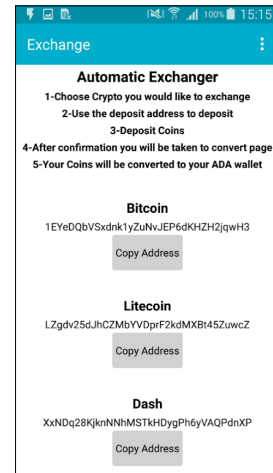 100% 15:15
Exchange
Automatic Exchanger
1-Choose Crypto you would like to exchange
2-Use the deposit address to deposit
3-Deposit Coins
4-After confirmation you will be taken to convert page
5-Your Coins will be converted to your ADA wallet
Bitcoin
1EYeDQbVSxdnk1yZuNvJEP6dKHZH2jqwH3
Copy Address
Litecoin
LZgdv25dJhCZMbYVDprF2kdMXBt45ZuwcZ
Copy Address
Dash
XxNDq28KjknNNhMSTkHDygPh6yVAQPdnXP
Copy Address